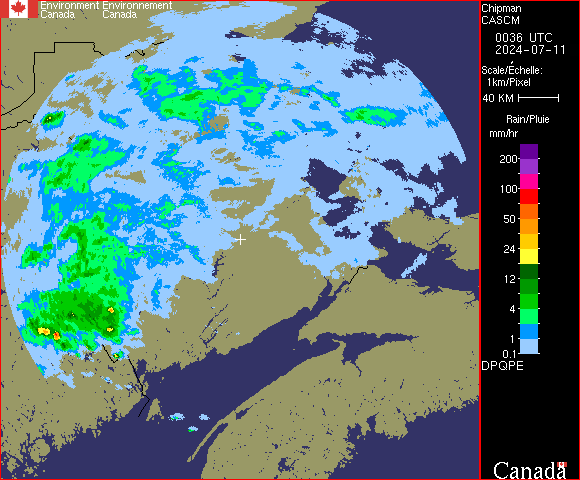 Environment Environnement
Canada Canada
Chipman
CASCM
0036 UTC
2024-07-11
Scale/Échelle:
1km/Pixel
40 KM
Rain/Pluie
mm/hr
200
100
50
24
12
4
1
0.1
DPQPE
Canada